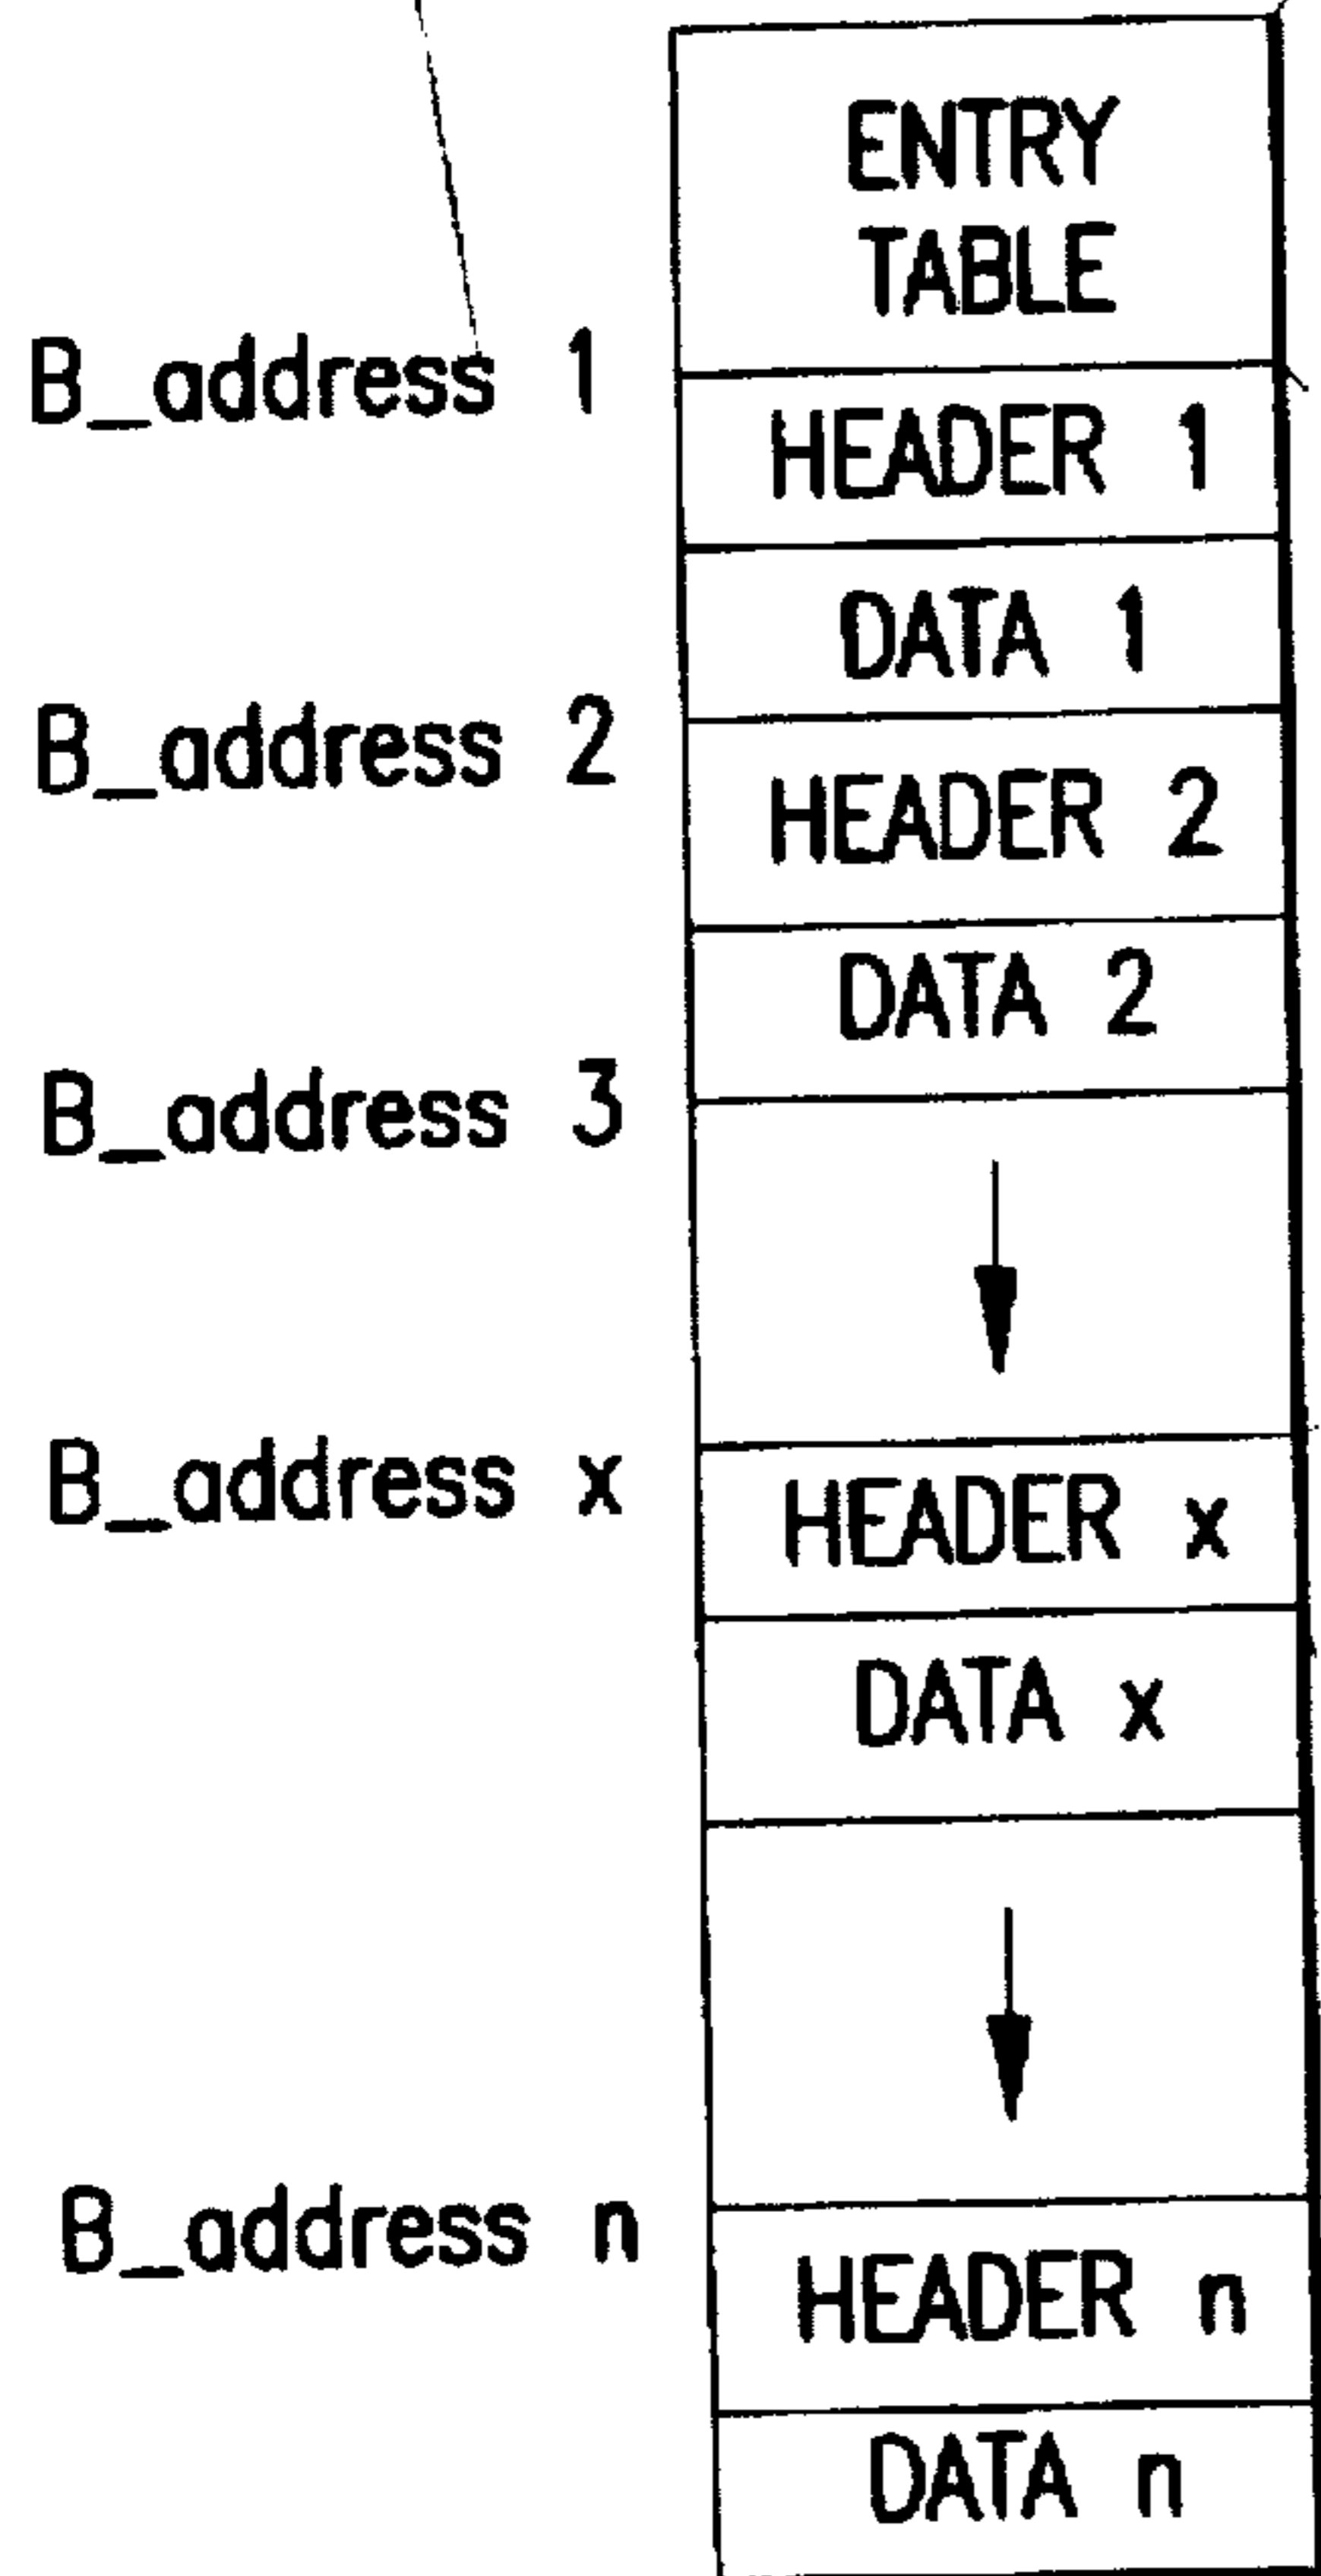 ENTRY
TABLE
B_address 1
HEADER 1
DATA 1
B_address 2
HEADER 2
DATA 2
B_address 3
B_address x
HEADER x
DATA x
B_address n
HEADER n
DATA n